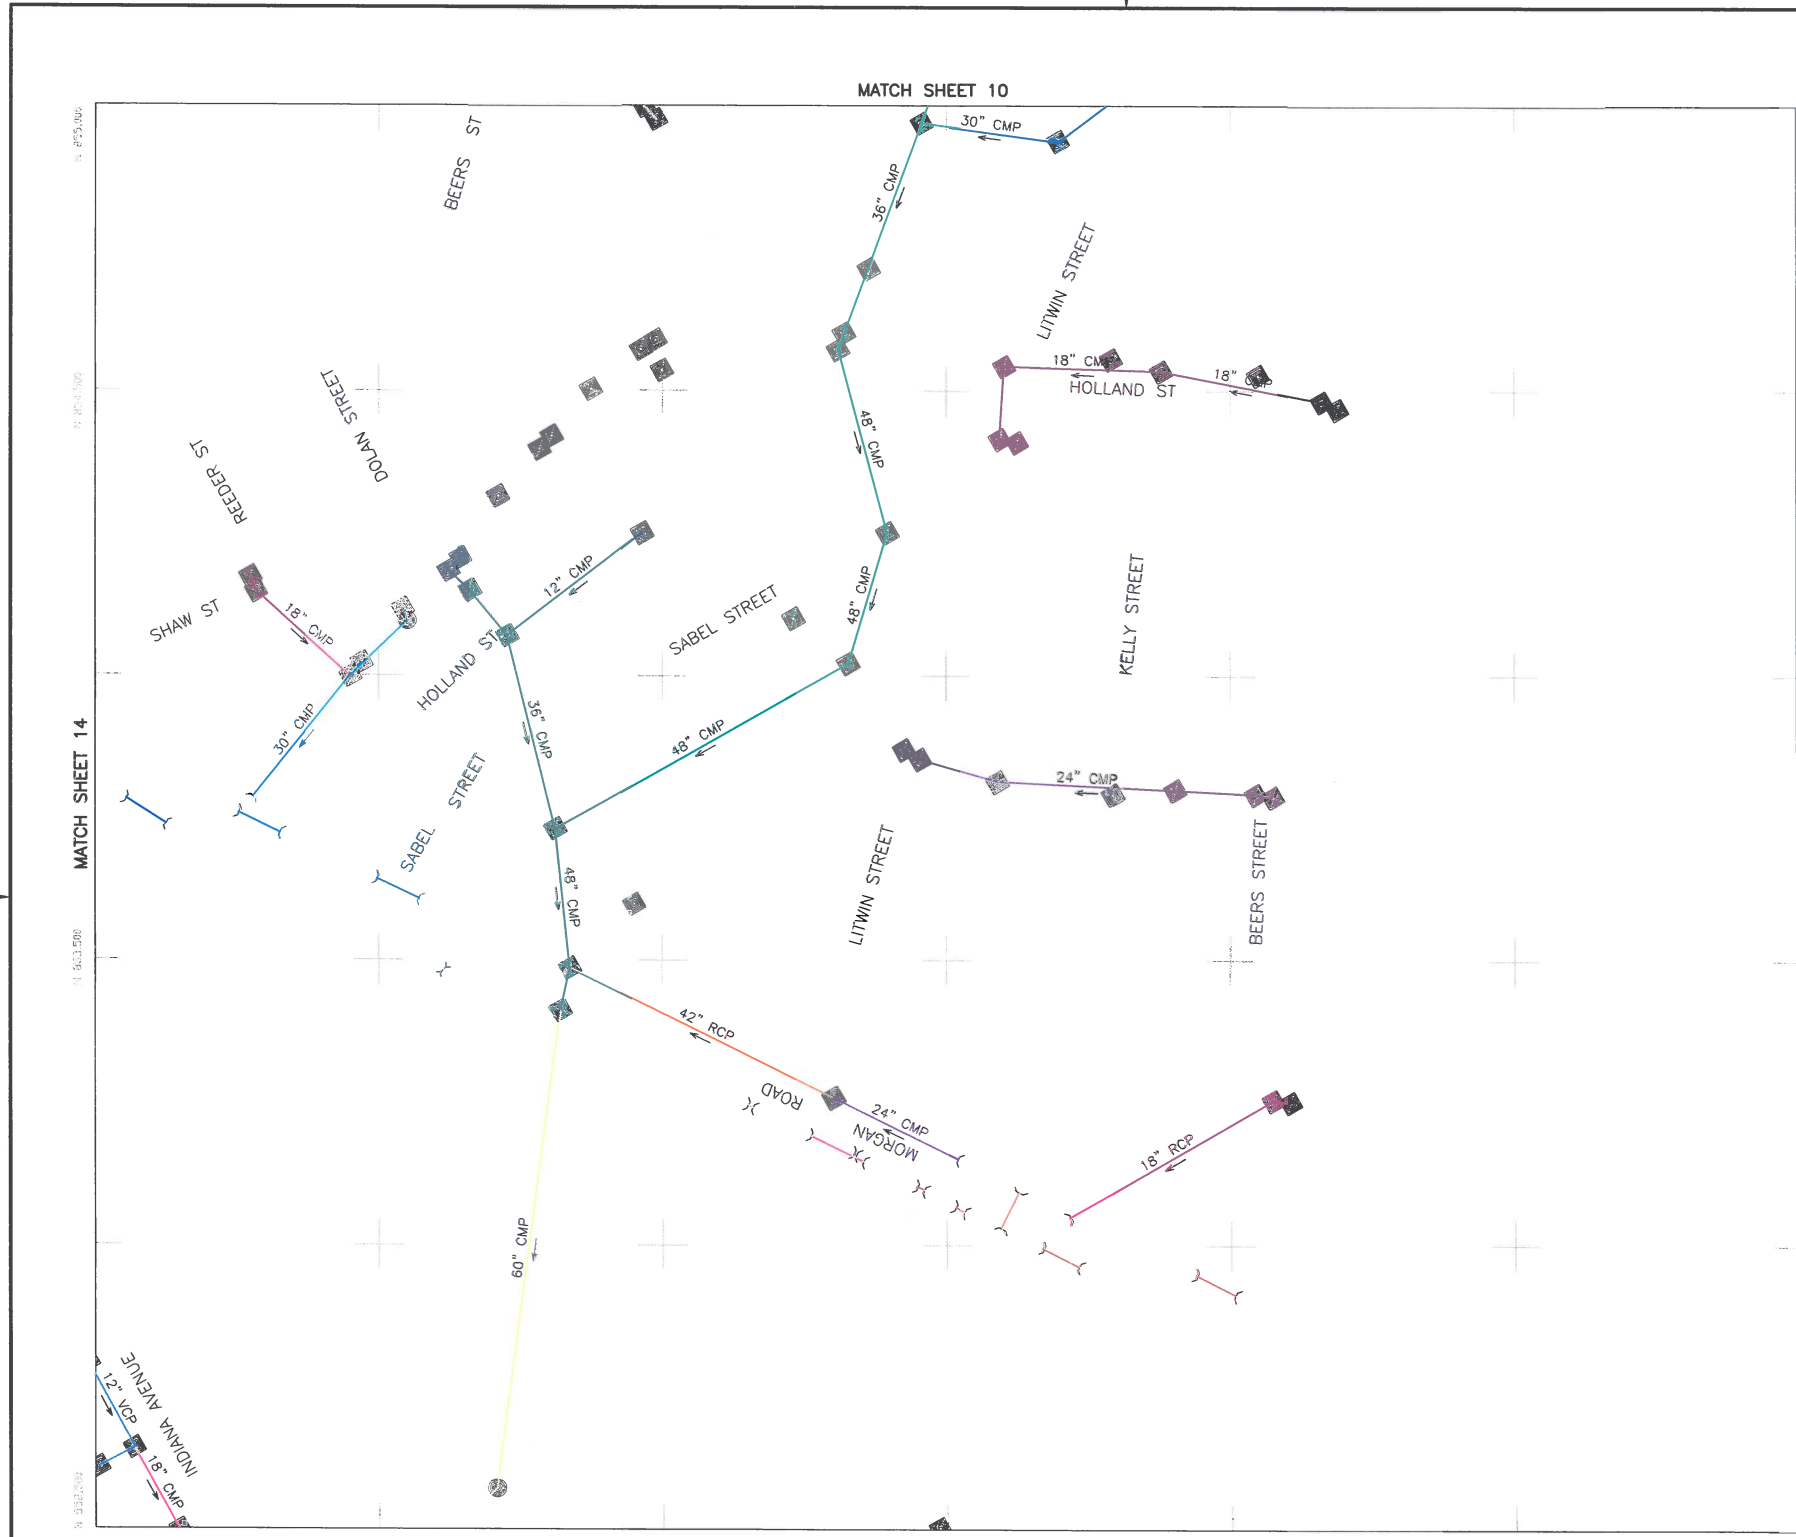 MATCH SHEET 10
BEERS ST
30" CMP
36" CMP
LITWIN STREET
18" CMP
18" CMP
HOLLAND ST
DOLAN STREET
REEDER ST
48" CMP
12" CMP
48" CMP
SABEL STREET
KELLY STREET
SHAW ST
18" CMP
HOLLAND ST
30" CMP
36" CMP
48" CMP
24" CMP
MATCH SHEET 14
SABEL STREET
LITWIN STREET
BEERS STREET
48" CMP
42" RCP
MORGAN ROAD
24" CMP
18" RCP
60" CMP
INDIANA AVENUE
12" VCP
18" CMP